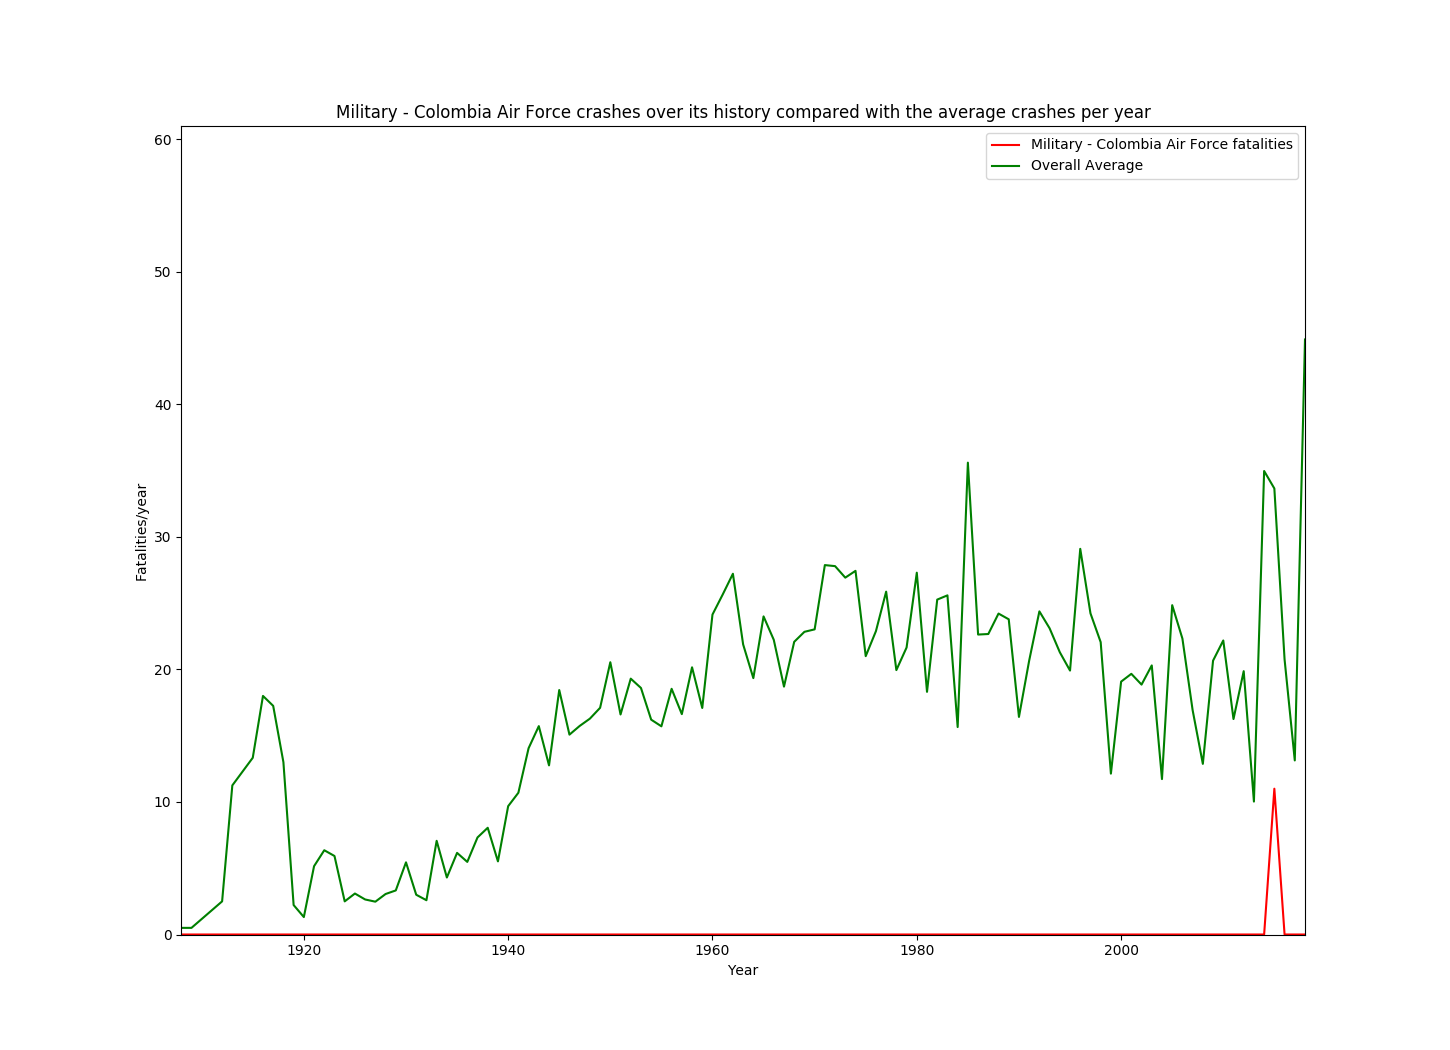 Military - Colombia Air Force crashes over its history compared with the average crashes per year
Military - Colombia Air Force fatalities
Overall Average
60
50
40
30
20
10
0
Fatalities/year
1920 1940 1960 1980 2000
Year